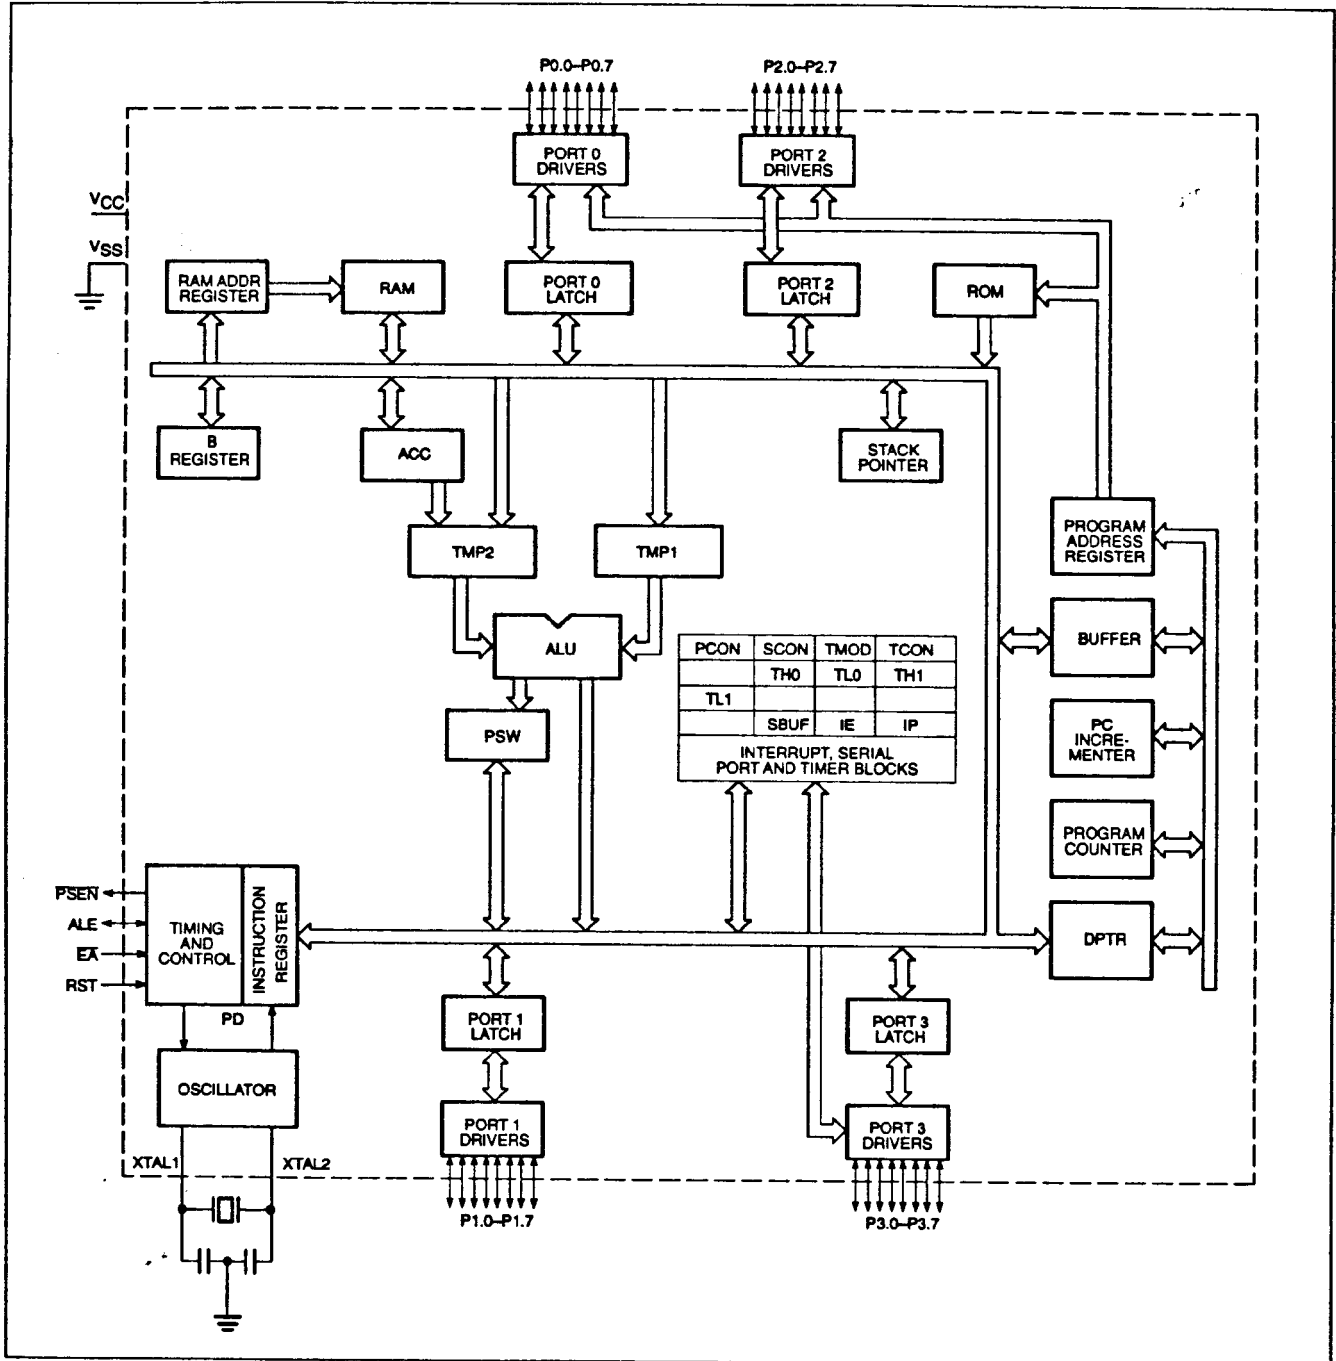 P0.0–P0.7
P2.0–P2.7
PORT 0
DRIVERS
PORT 2
DRIVERS
VCC
VSS
RAM ADDR
REGISTER
RAM
PORT 0
LATCH
PORT 2
LATCH
ROM
B
REGISTER
ACC
STACK
POINTER
TMP2
TMP1
PROGRAM
ADDRESS
REGISTER
ALU
BUFFER
PCON SCON TMOD TCON
TH0 TL0 TH1
TL1
SBUF IE IP
INTERRUPT, SERIAL
PORT AND TIMER BLOCKS
PSW
PC
INCRE-
MENTER
PROGRAM
COUNTER
PSEN
ALE
EA
RST
TIMING
AND
CONTROL
INSTRUCTION
REGISTER
DPTR
PD
PORT 1
LATCH
PORT 3
LATCH
OSCILLATOR
PORT 1
DRIVERS
PORT 3
DRIVERS
XTAL1
XTAL2
P1.0–P1.7
P3.0–P3.7